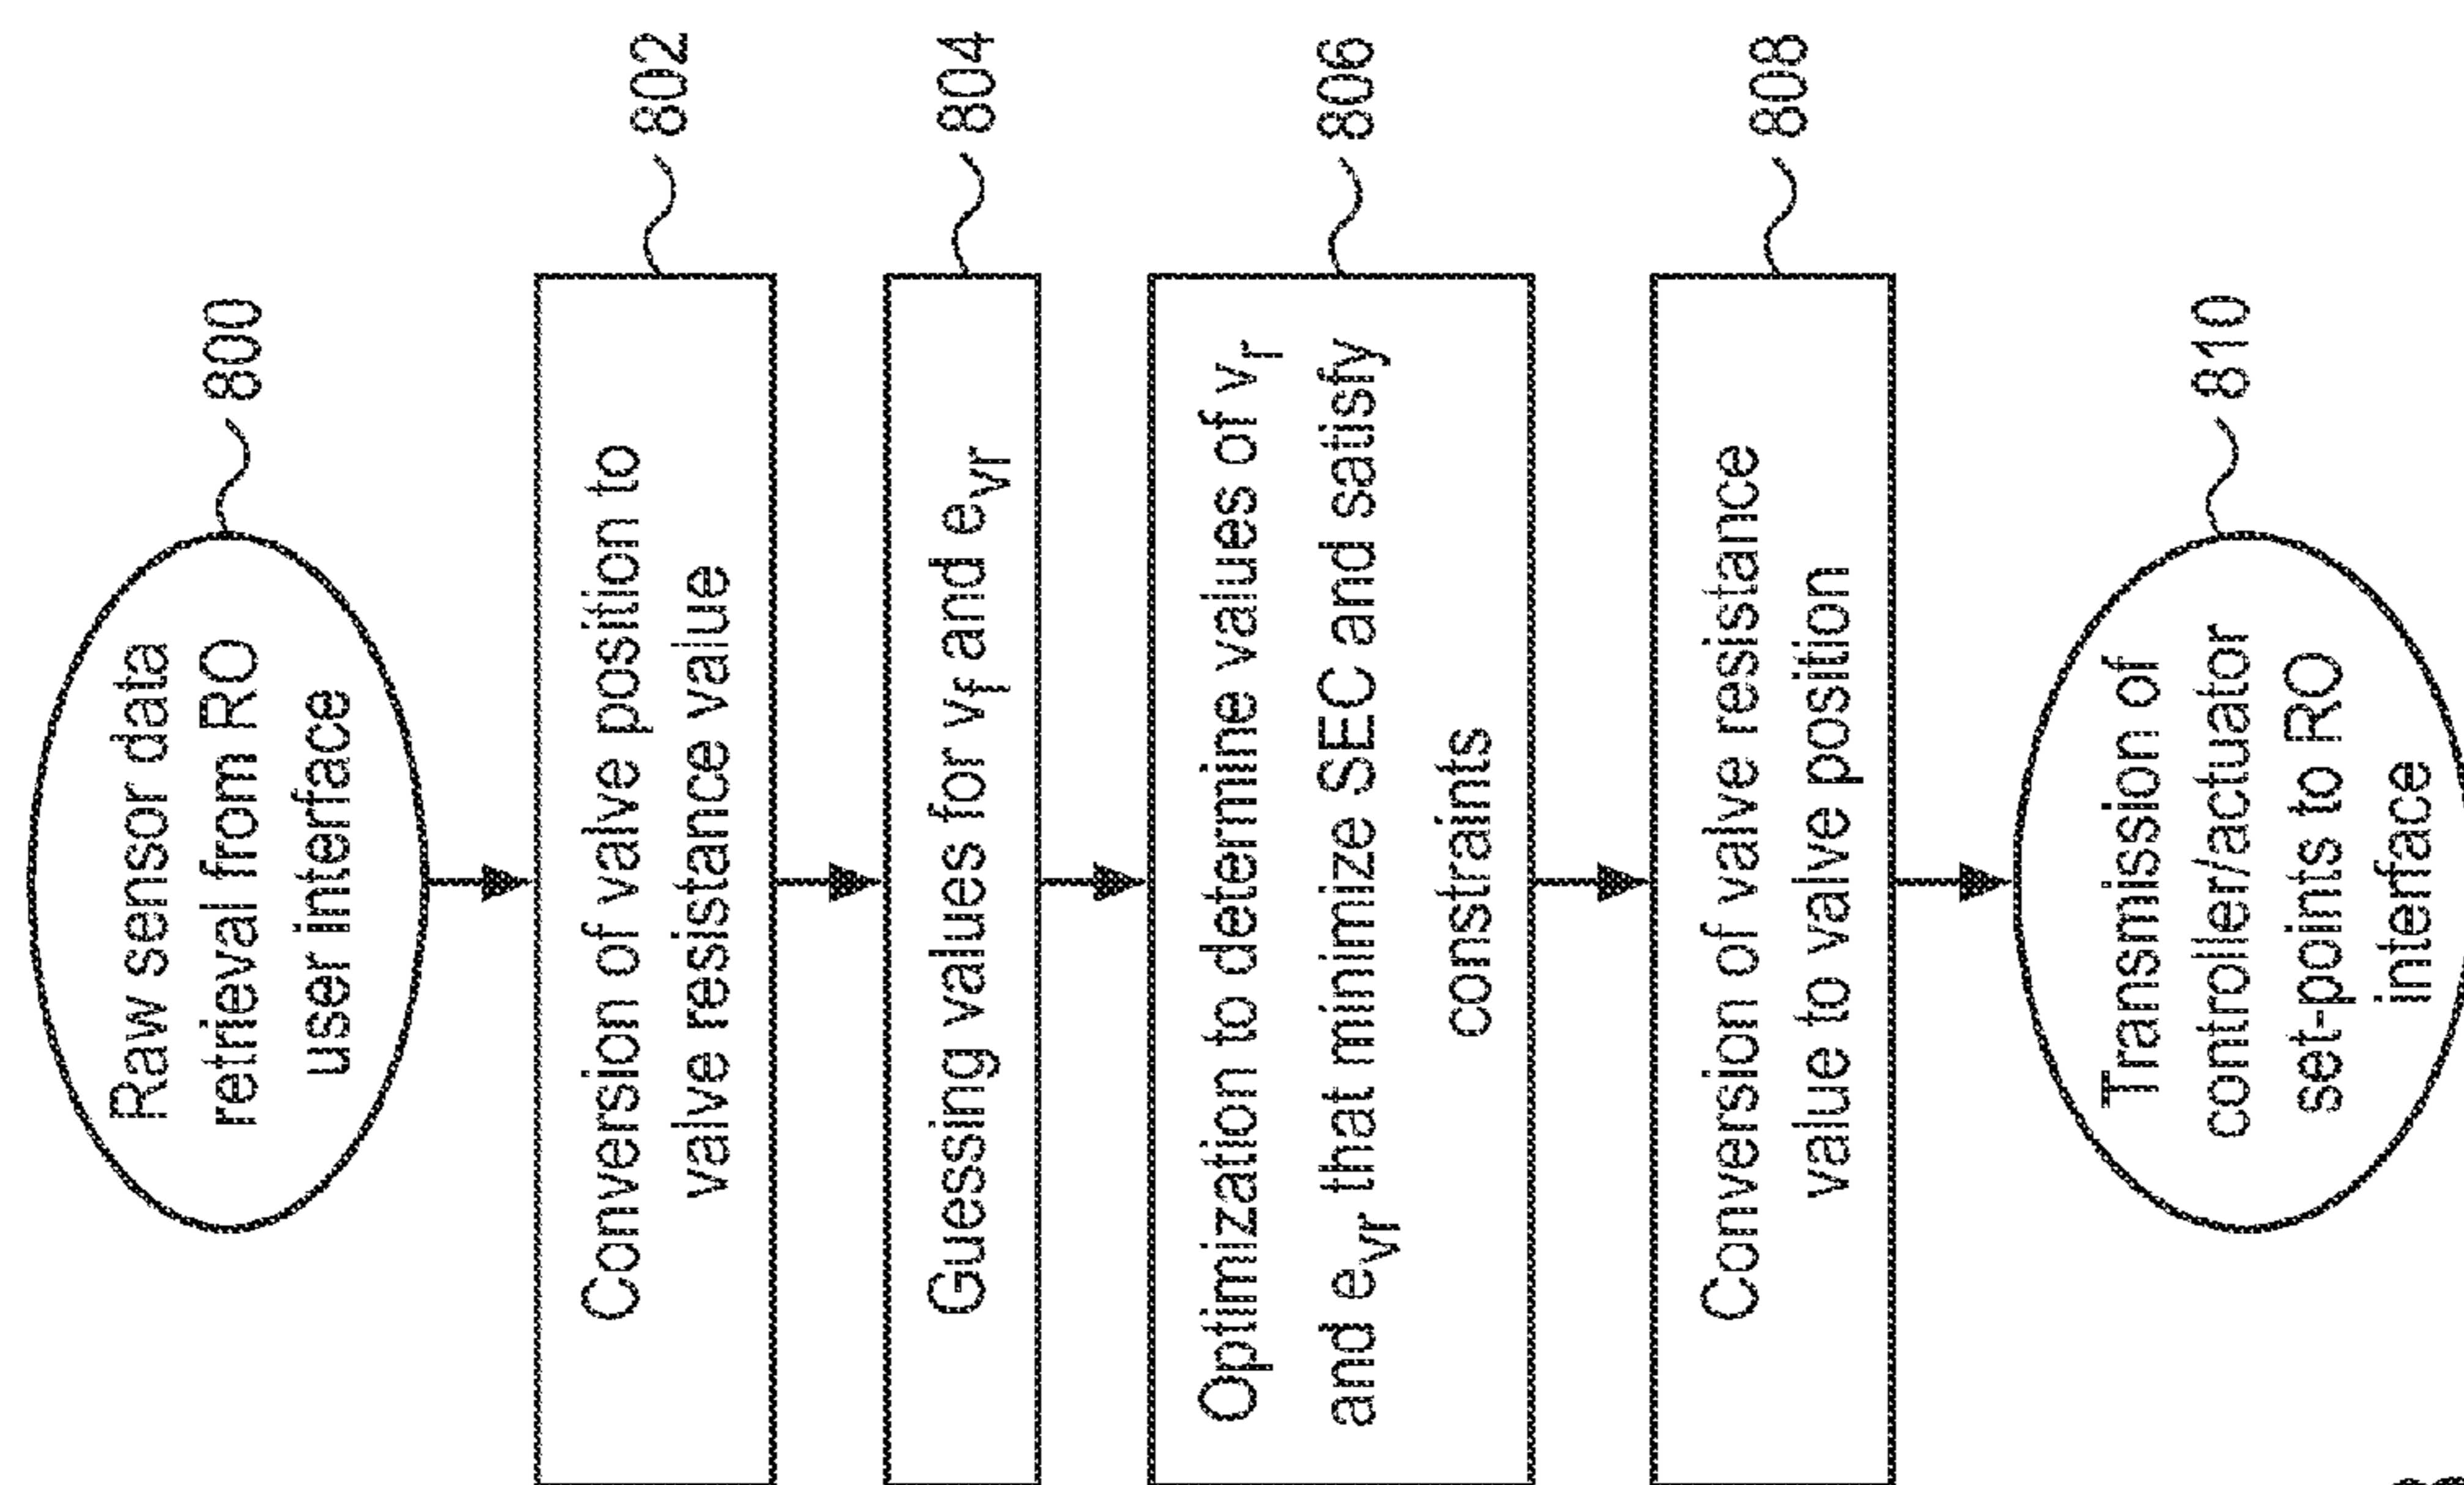 Raw sensor data
retrieval from RO
user interface
800
Conversion of valve position to
valve resistance value
802
Guessing values for vf and evr
804
Optimization to determine values of vr
and evr that minimize SEC and satisfy
constraints
806
Conversion of valve resistance
value to valve position
808
Transmission of
controller/actuator
set-points to RO
interface
810